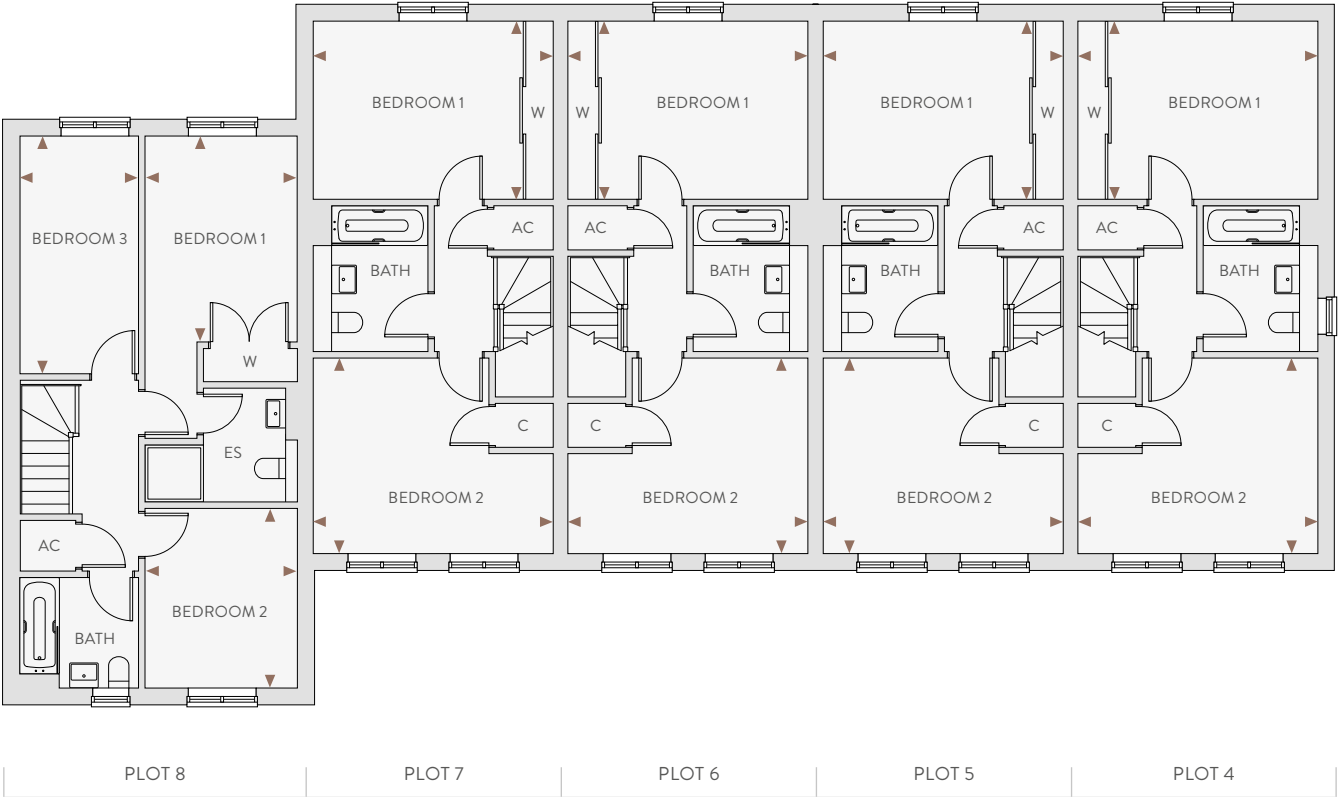 BEDROOM 1
W
BEDROOM 1
W
BEDROOM 1
W
BEDROOM 1
W
BEDROOM 3
BEDROOM 1
W
AC
AC
AC
AC
BATH
BATH
BATH
BATH
ES
C
C
C
C
BEDROOM 2
BEDROOM 2
BEDROOM 2
BEDROOM 2
AC
BATH
BEDROOM 2
PLOT 8
PLOT 7
PLOT 6
PLOT 5
PLOT 4